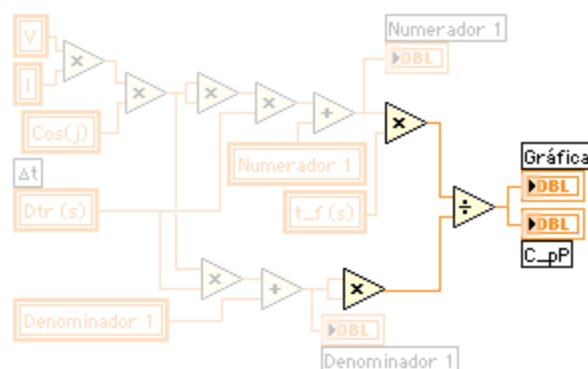 Numerador 1
DBL
V
I
Cos(j)
Δt
Dtr (s)
Numerador 1
t_f (s)
Gráfica
DBL
DBL
C_pP
Denominador 1
DBL
Denominador 1